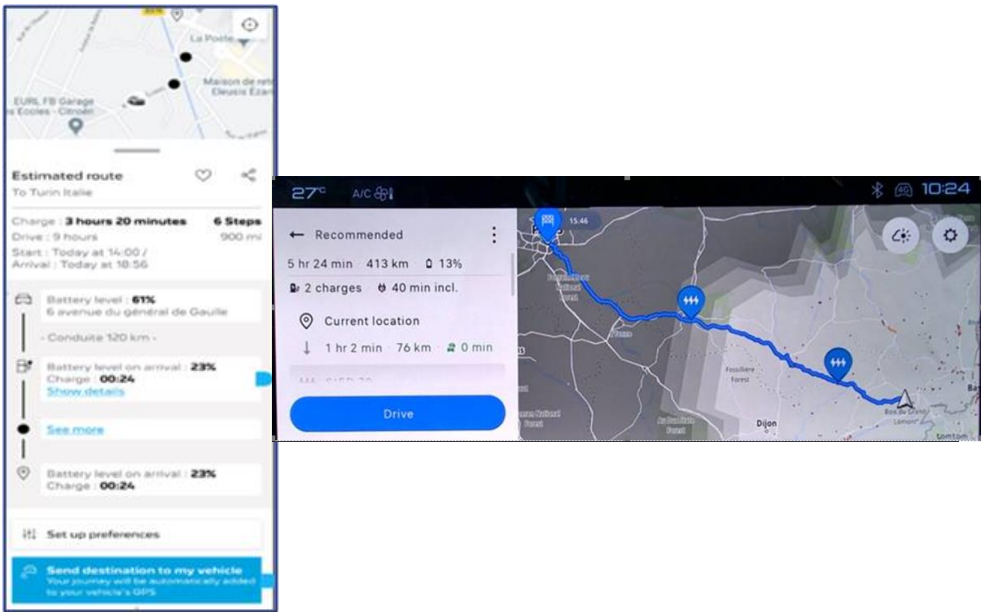 La Poste
Maison de
Eleusis
EURL FB Garage
Ecoles - Citroën
Estimated route
To Turin Italie
Charge : 3 hours 20 minutes 6 Steps
Drive : 9 hours 900 mi
Start : Today at 14:00 /
Arrival : Today at 18:56
Battery level : 61%
6 avenue du général de Gaulle
- Conduite 120 km -
Battery level on arrival : 23%
Charge : 00:24
Show details
See more
Battery level on arrival : 23%
Charge : 00:24
Set up preferences
Send destination to my vehicle
Your journey will be automatically added
to your vehicle's GPS
27°C A/C 4G 10:24
Recommended
5 hr 24 min 413 km 13%
2 charges 40 min incl.
Current location
1 hr 2 min 76 km 0 min
Drive
15:46
National
Forest
Forest
Dijon
tomtom